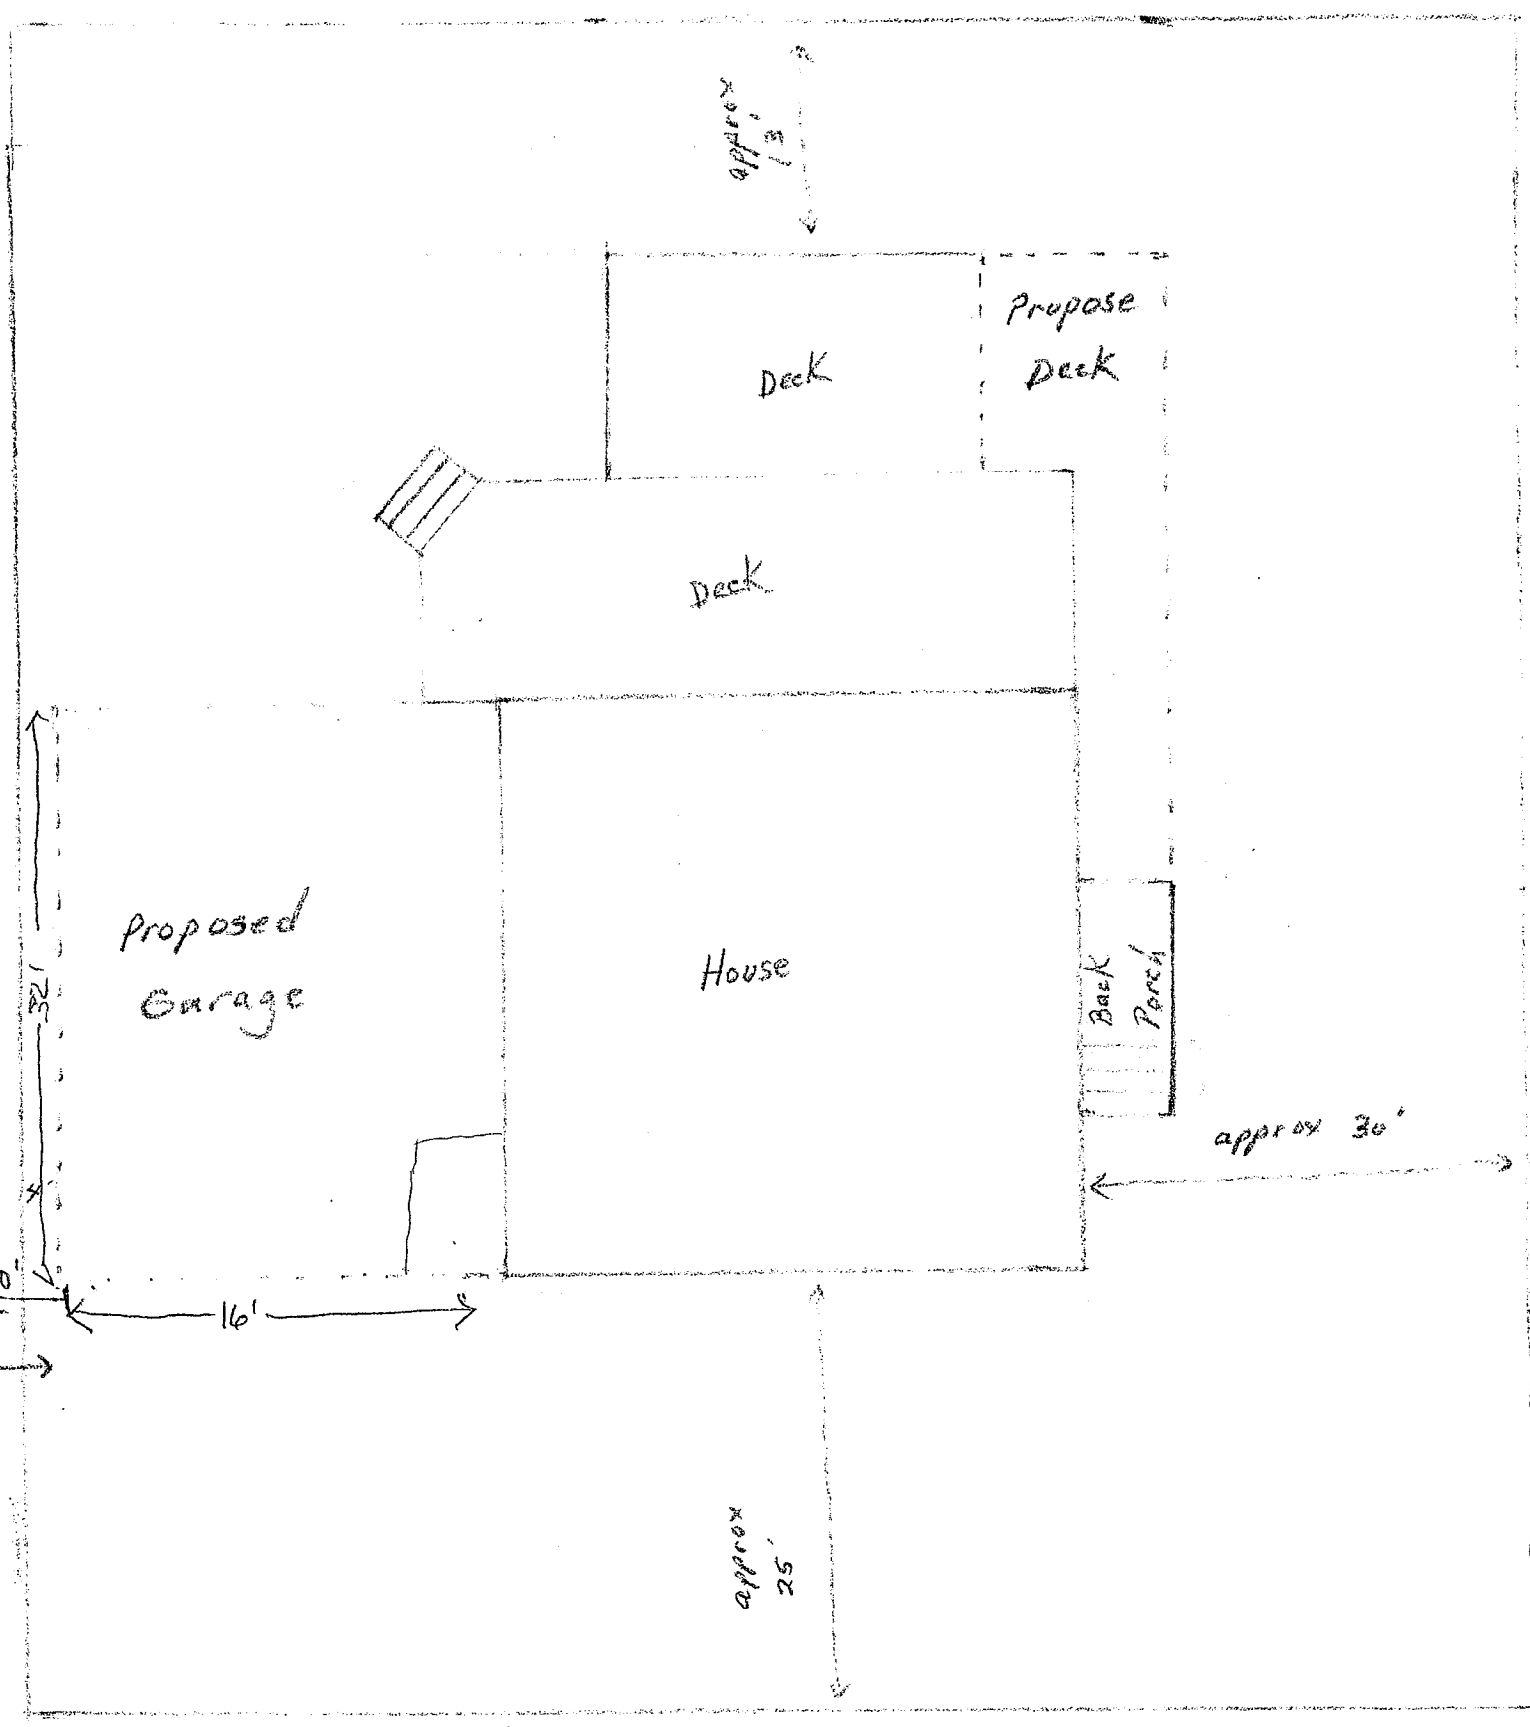 approx
13'
Propose
Deck
Deck
Deck
Proposed
Garage
32'
House
Back
Porch
approx 30'
16'
approx
25'